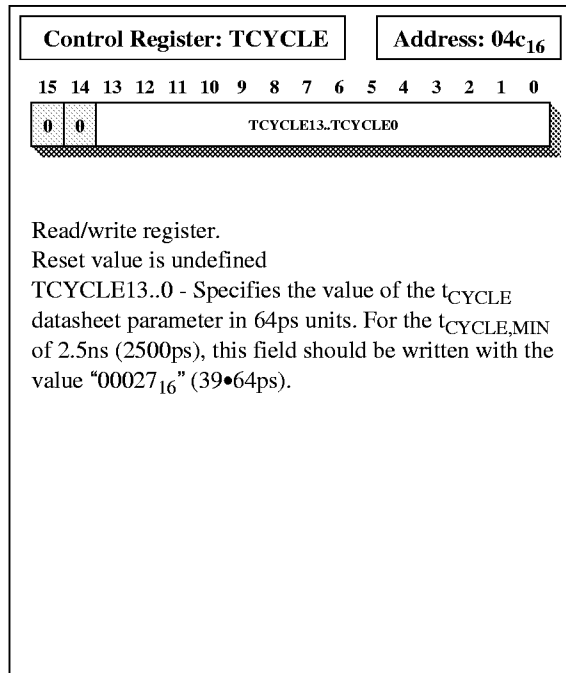 Control Register: TCYCLE
Address: 04c16
15 14 13 12 11 10 9 8 7 6 5 4 3 2 1 0
0 0 TCYCLE13..TCYCLE0
Read/write register.
Reset value is undefined
TCYCLE13..0 - Specifies the value of the tCYCLE
datasheet parameter in 64ps units. For the tCYCLE,MIN
of 2.5ns (2500ps), this field should be written with the
value “0002716” (39•64ps).